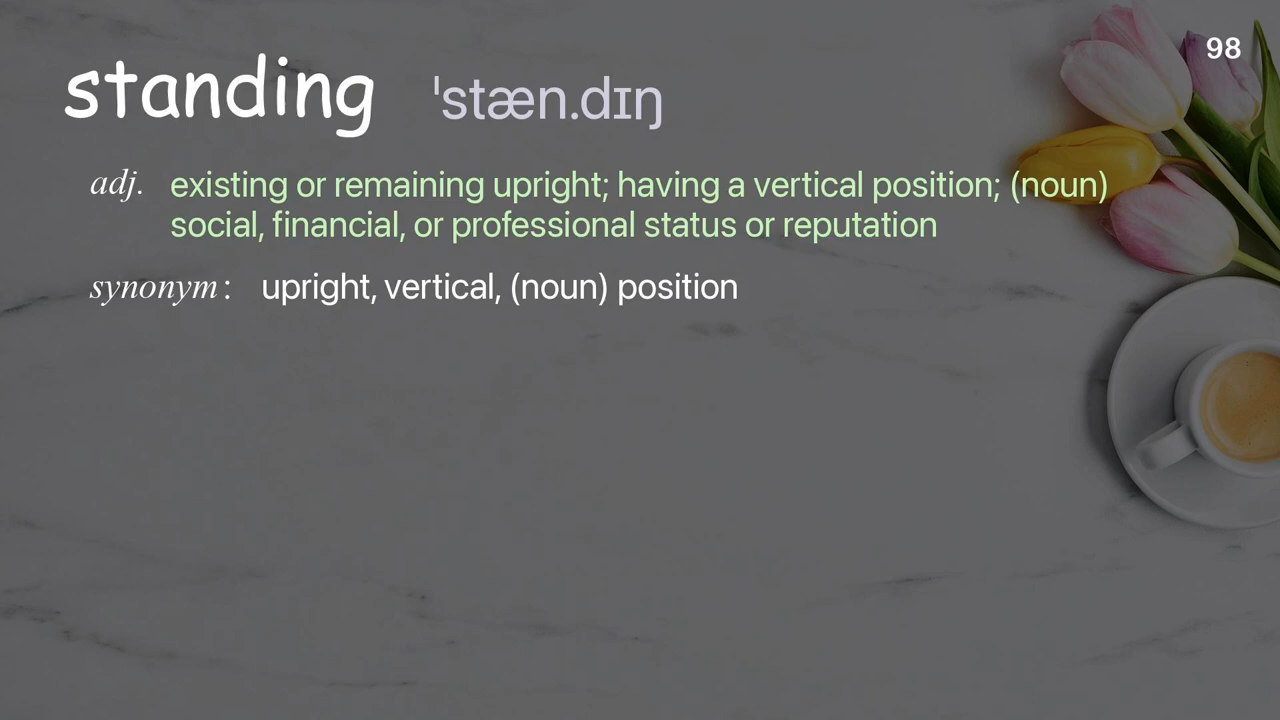 98
standing ˈstæn.dɪŋ
adj. existing or remaining upright; having a vertical position; (noun)
social, financial, or professional status or reputation
synonym : upright, vertical, (noun) position